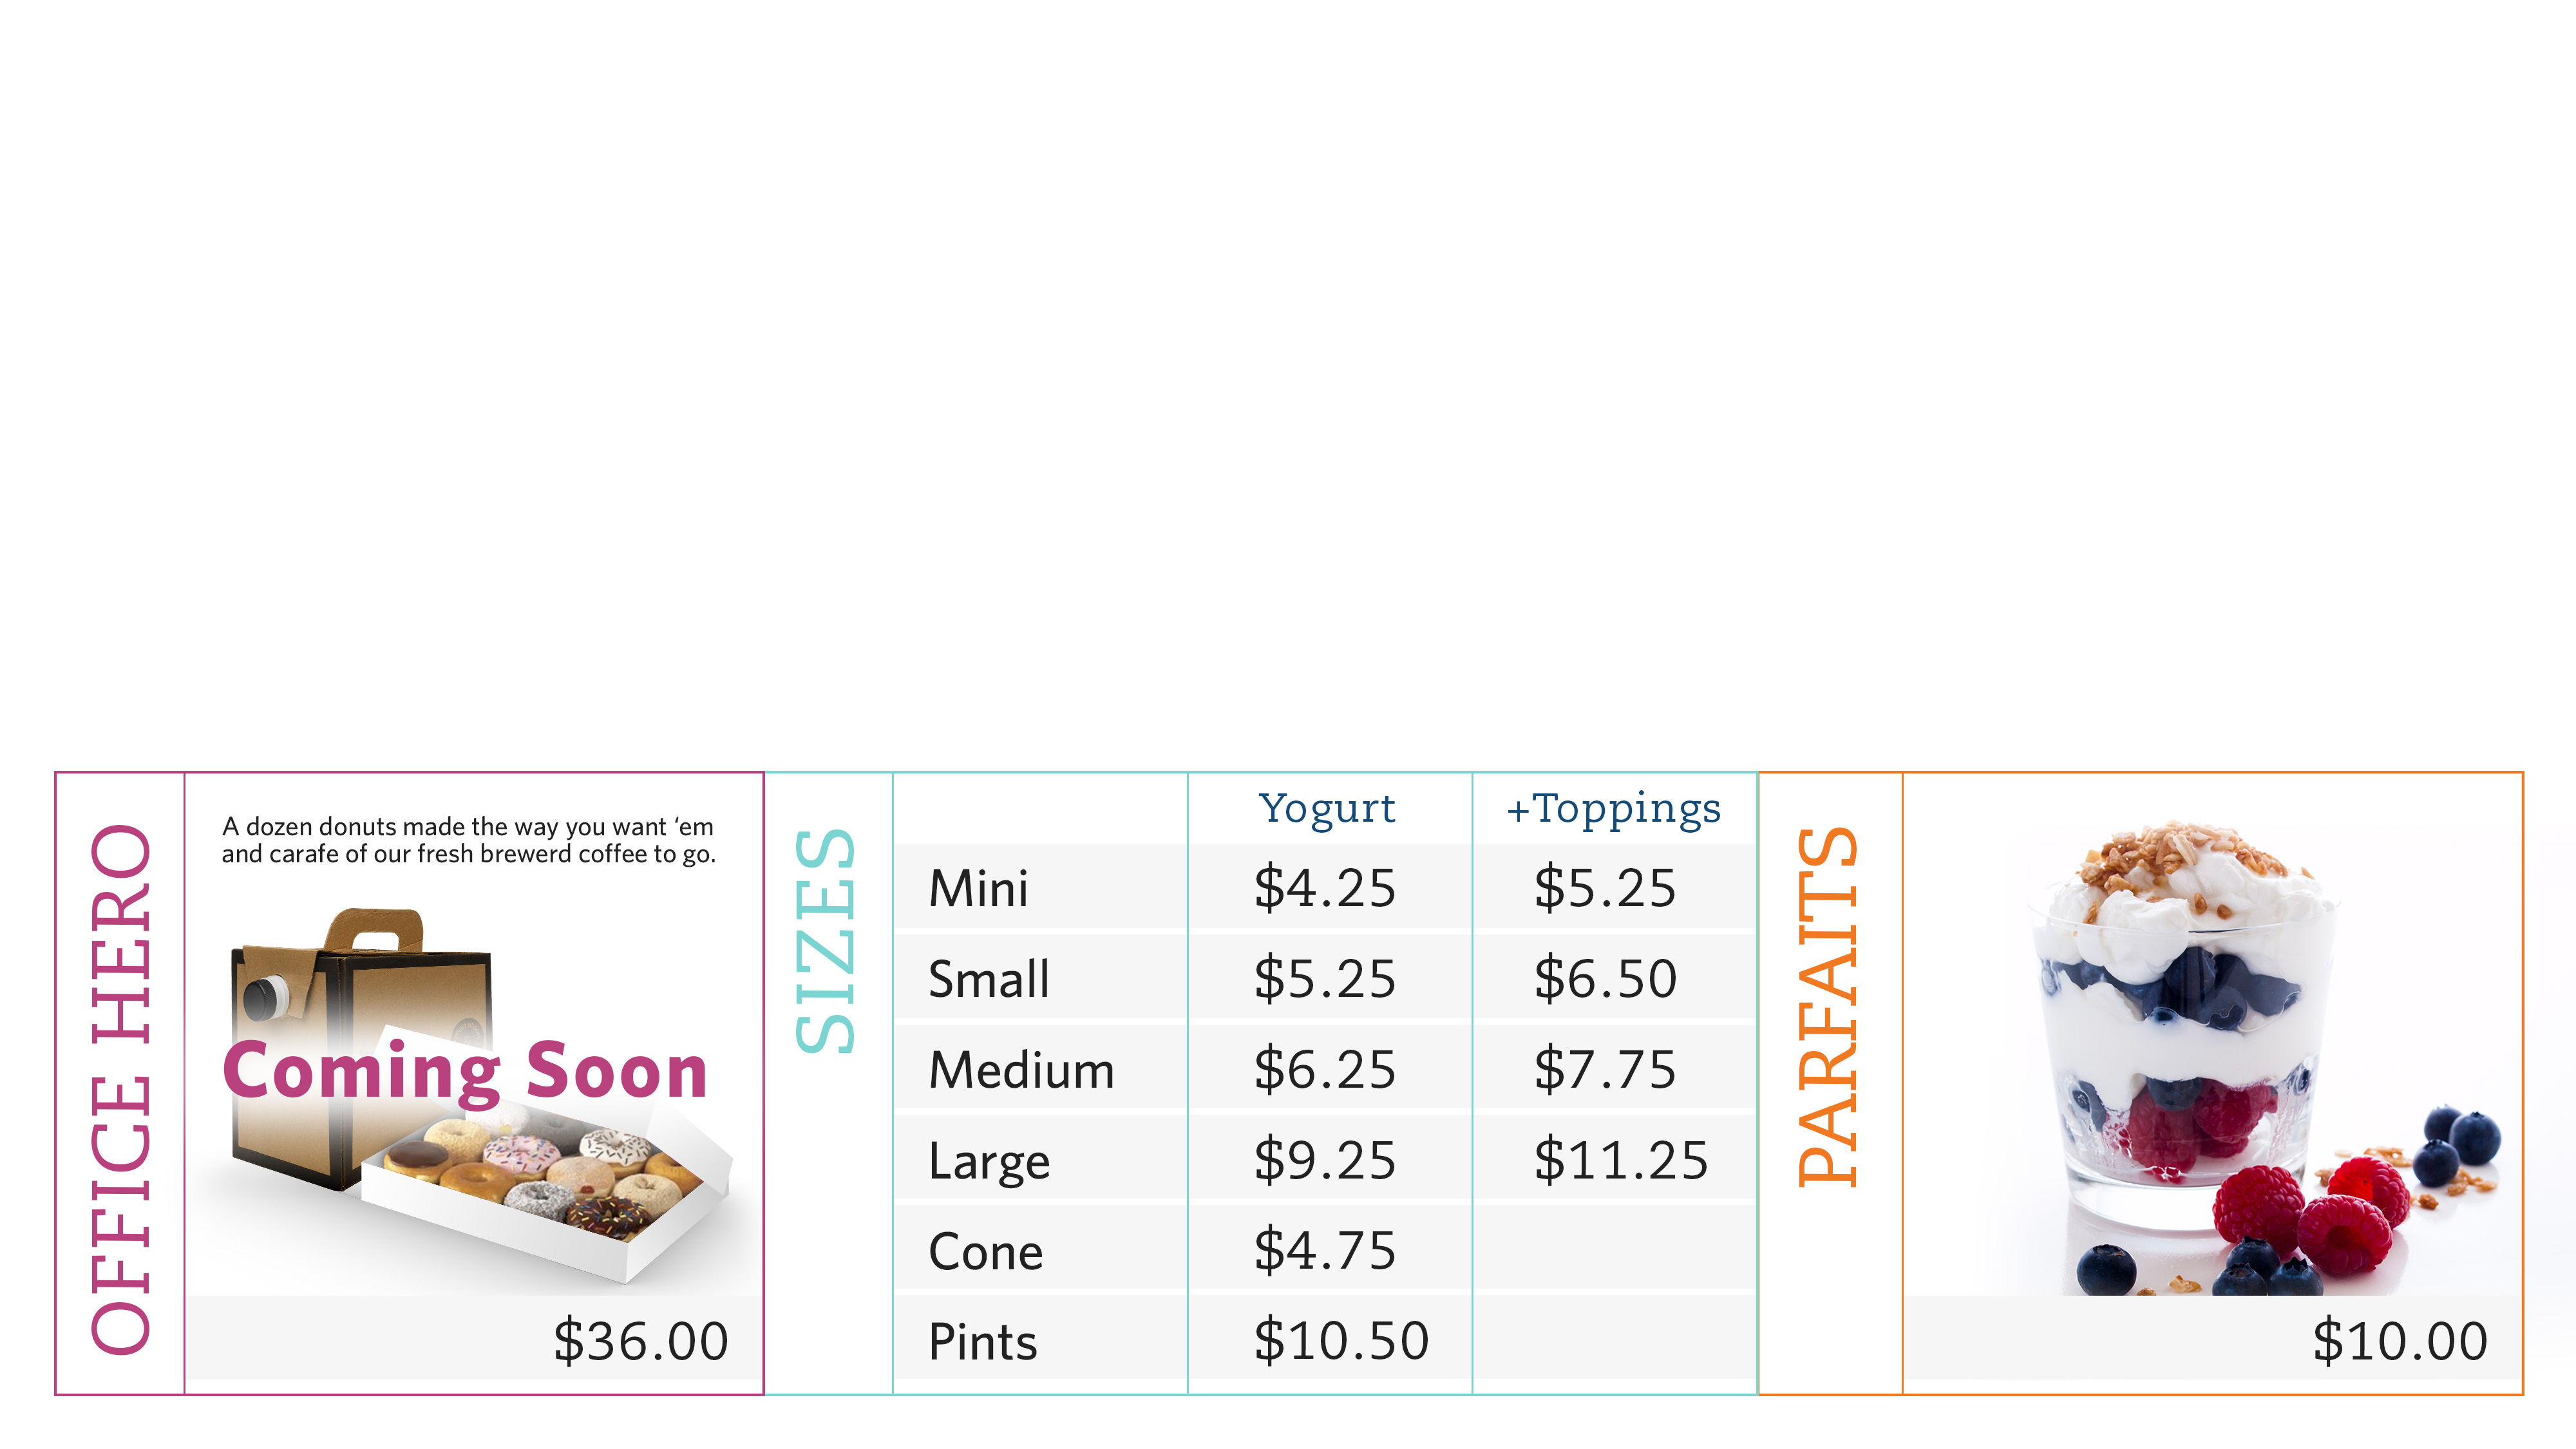 OFFICE HERO
A dozen donuts made the way you want ‘em
and carafe of our fresh brewerd coffee to go.
Coming Soon
$36.00
SIZES
Yogurt +Toppings
Mini $4.25 $5.25
Small $5.25 $6.50
Medium $6.25 $7.75
Large $9.25 $11.25
Cone $4.75
Pints $10.50
PARFAITS
$10.00